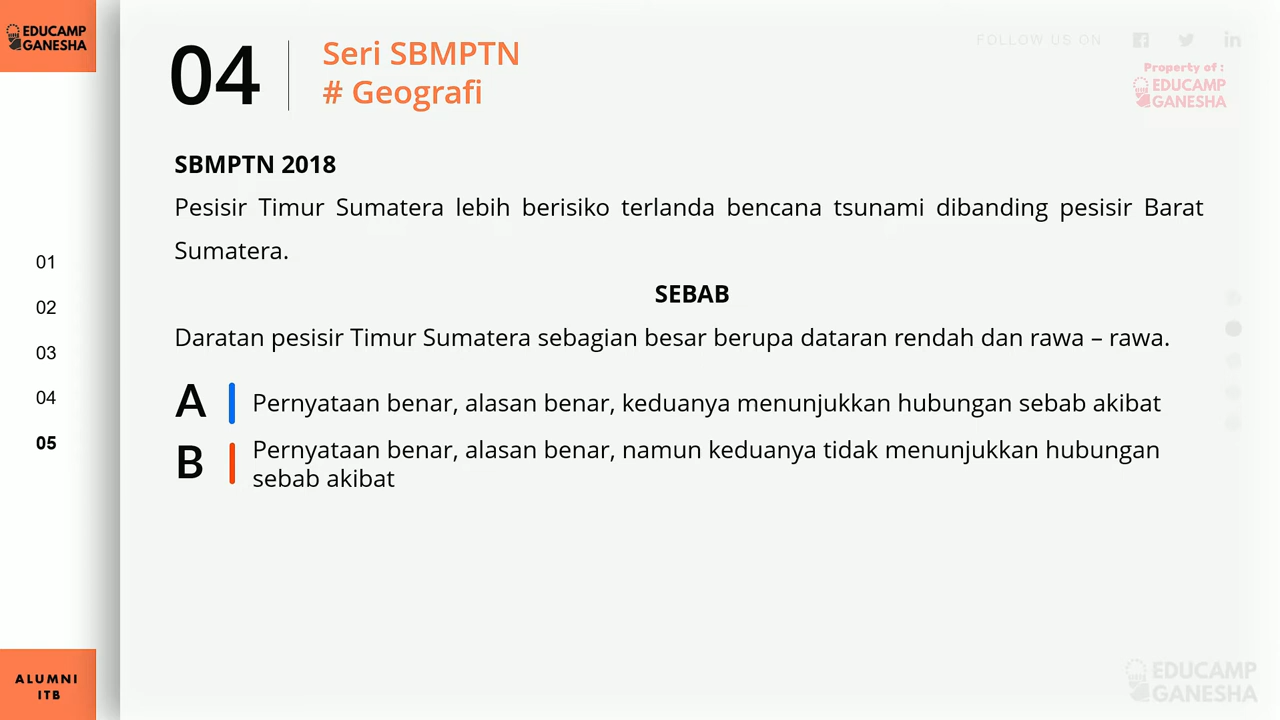 EDUCAMP
GANESHA
04
Seri SBMPTN
# Geografi
FOLLOW US ON
Property of :
EDUCAMP
GANESHA
SBMPTN 2018
Pesisir Timur Sumatera lebih berisiko terlanda bencana tsunami dibanding pesisir Barat
Sumatera.
SEBAB
Daratan pesisir Timur Sumatera sebagian besar berupa dataran rendah dan rawa – rawa.
A
Pernyataan benar, alasan benar, keduanya menunjukkan hubungan sebab akibat
B
Pernyataan benar, alasan benar, namun keduanya tidak menunjukkan hubungan
sebab akibat
01
02
03
04
05
ALUMNI
ITB
EDUCAMP
GANESHA